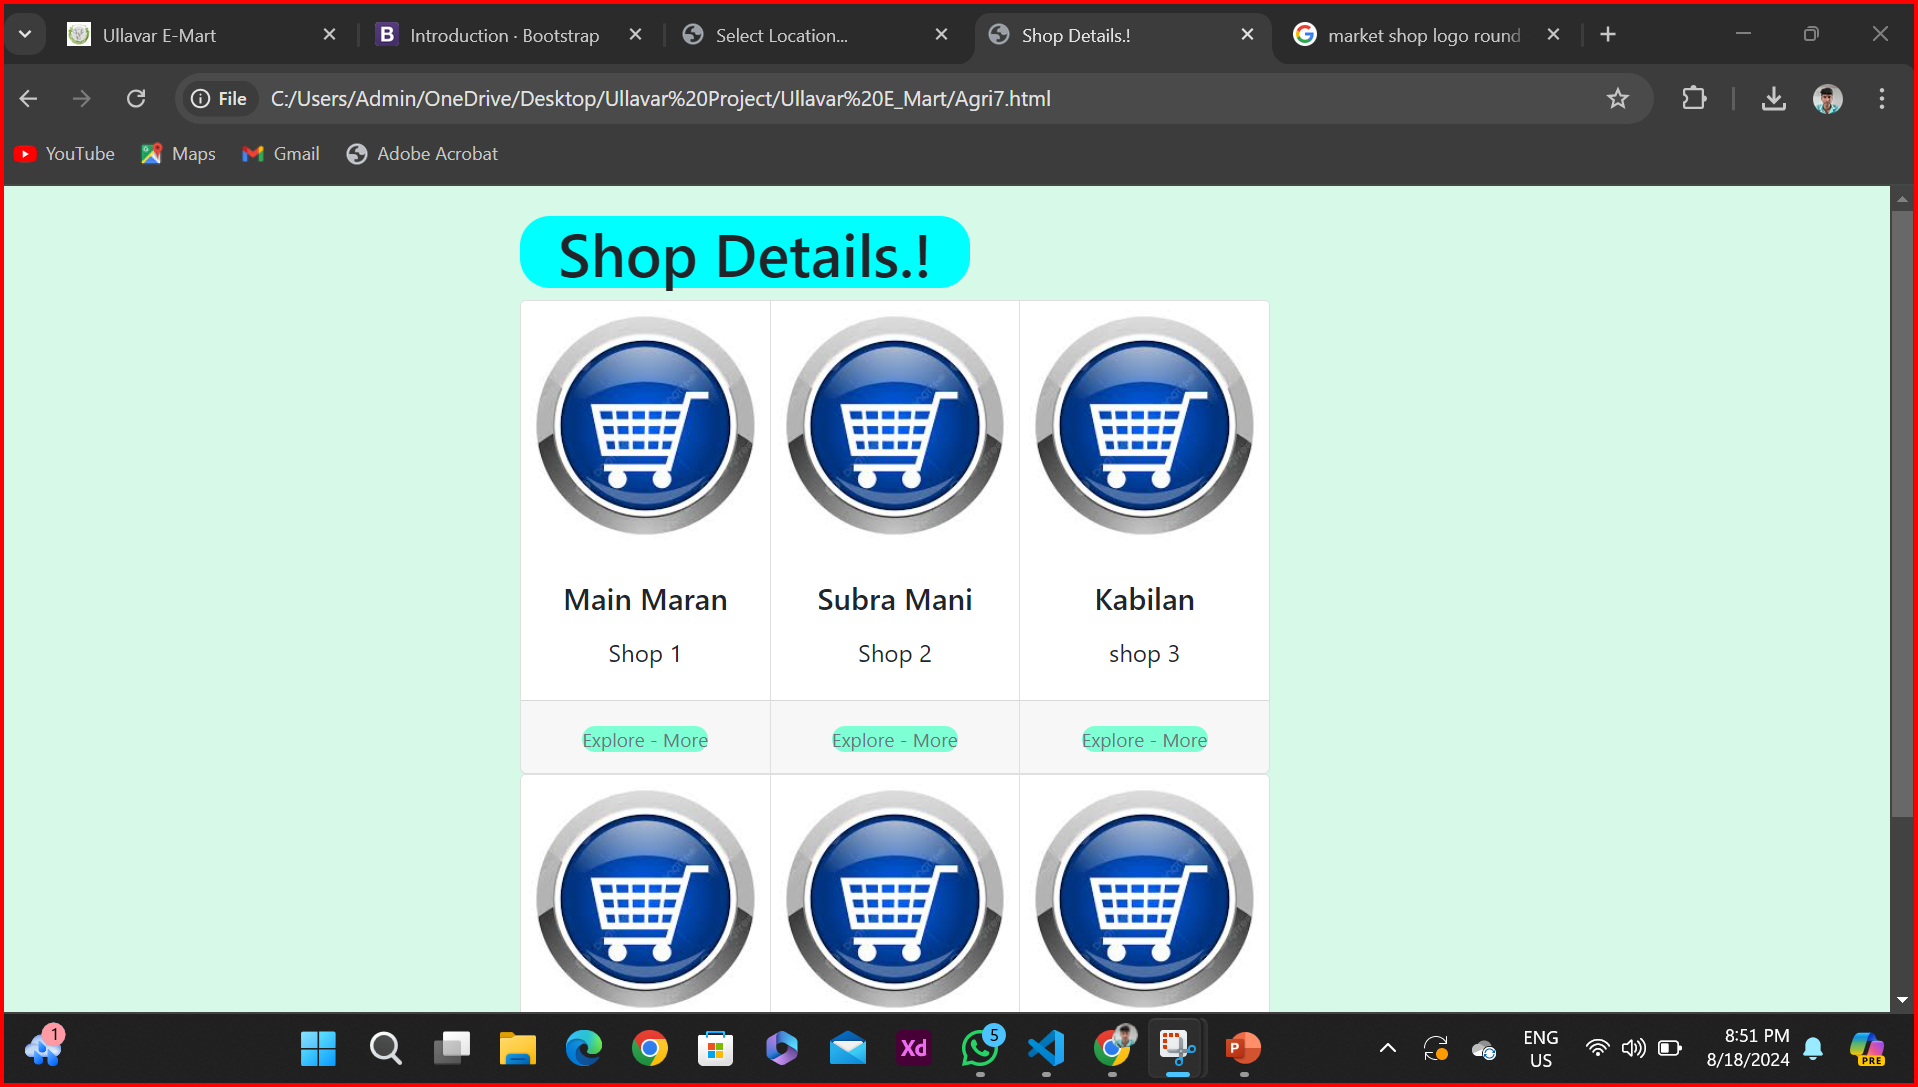 Ullavar E-Mart
Introduction · Bootstrap
Select Location...
Shop Details.!
market shop logo round
File
C:/Users/Admin/OneDrive/Desktop/Ullavar%20Project/Ullavar%20E_Mart/Agri7.html
YouTube
Maps
Gmail
Adobe Acrobat
Shop Details.!
Main Maran
Subra Mani
Kabilan
Shop 1
Shop 2
shop 3
Explore - More
Explore - More
Explore - More
1
Xd
5
P
ENG
US
8:51 PM
8/18/2024
PRE